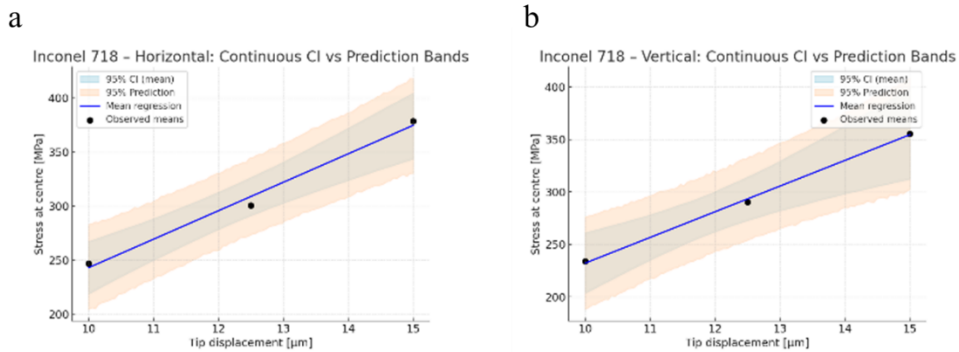 a
Inconel 718 – Horizontal: Continuous CI vs Prediction Bands
95% CI (mean)
95% Prediction
Mean regression
Observed means
Stress at centre [MPa]
400
350
300
250
200
10
11
12
13
14
15
Tip displacement [µm]
b
Inconel 718 – Vertical: Continuous CI vs Prediction Bands
95% CI (mean)
95% Prediction
Mean regression
Observed means
Stress at centre [MPa]
400
350
300
250
200
10
11
12
13
14
15
Tip displacement [µm]